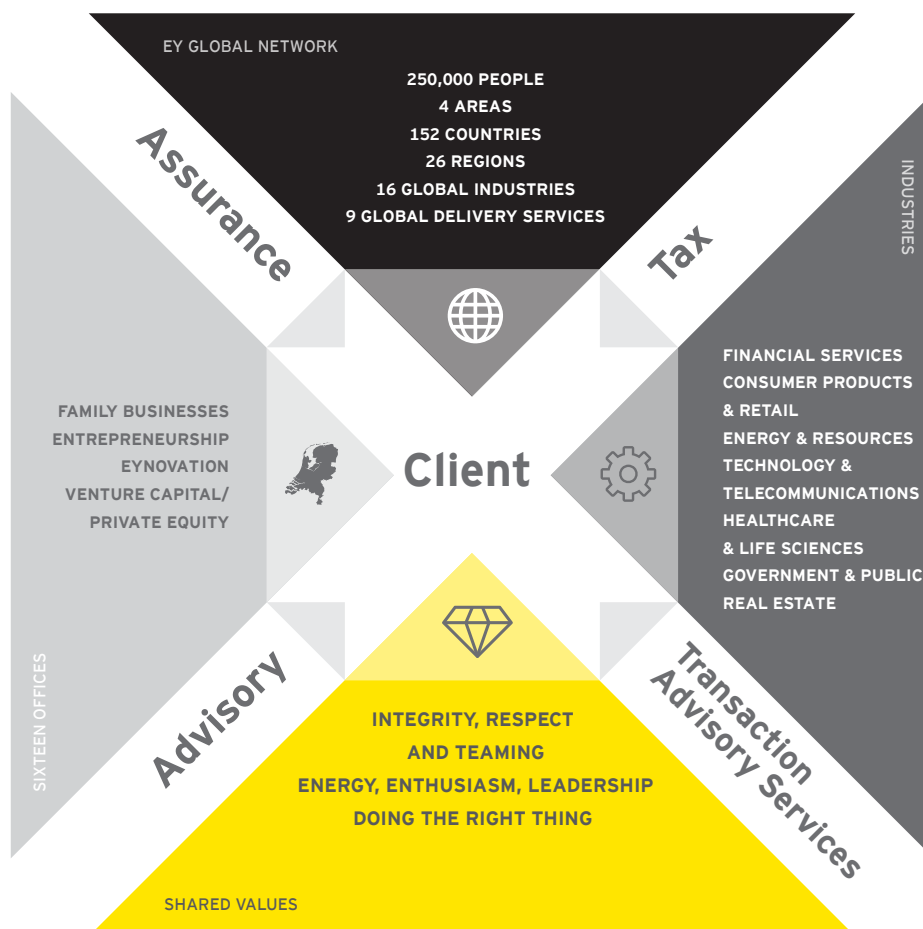 EY GLOBAL NETWORK
250,000 PEOPLE
4 AREAS
152 COUNTRIES
26 REGIONS
16 GLOBAL INDUSTRIES
9 GLOBAL DELIVERY SERVICES
Assurance
Tax
INDUSTRIES
FINANCIAL SERVICES
CONSUMER PRODUCTS
& RETAIL
ENERGY & RESOURCES
TECHNOLOGY &
TELECOMMUNICATIONS
HEALTHCARE
& LIFE SCIENCES
GOVERNMENT & PUBLIC
REAL ESTATE
FAMILY BUSINESSES
ENTREPRENEURSHIP
EYNOVATION
VENTURE CAPITAL/
PRIVATE EQUITY
Client
SIXTEEN OFFICES
Advisory
Transaction
Advisory Services
INTEGRITY, RESPECT
AND TEAMING
ENERGY, ENTHUSIASM, LEADERSHIP
DOING THE RIGHT THING
SHARED VALUES